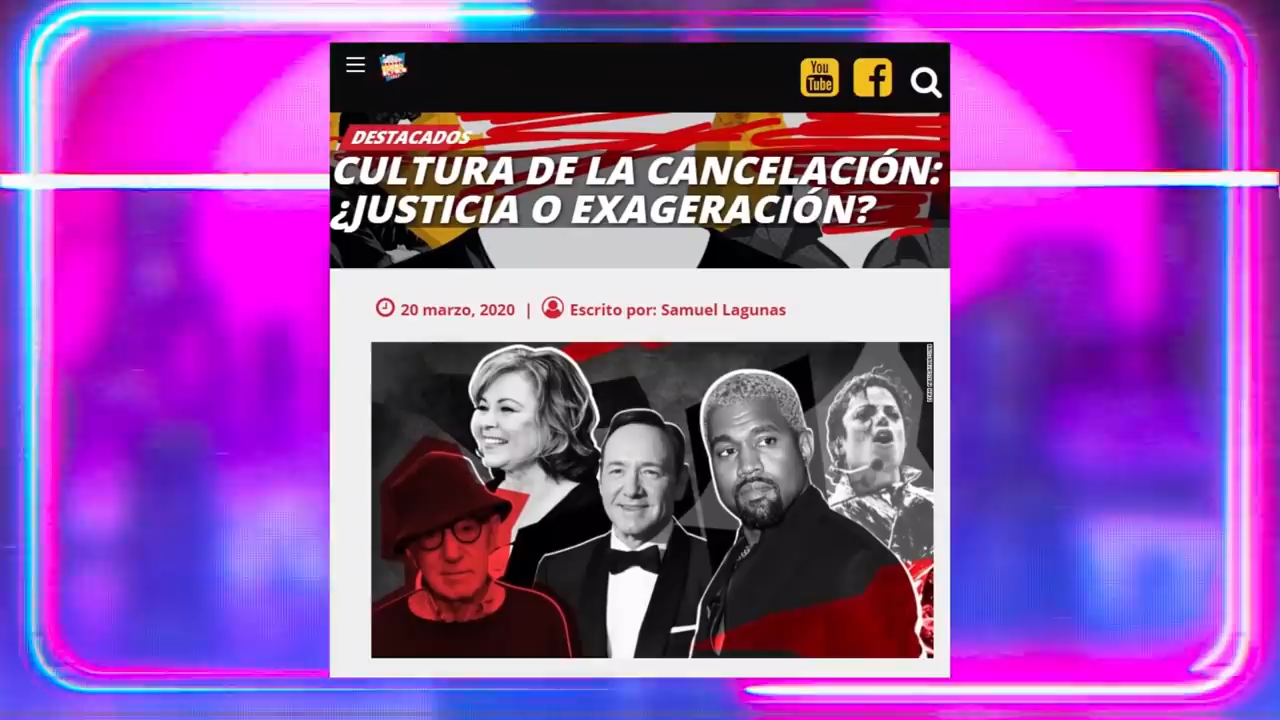 You
Tube
DESTACADOS
CULTURA DE LA CANCELACIÓN:
¿JUSTICIA O EXAGERACIÓN?
20 marzo, 2020 | Escrito por: Samuel Lagunas